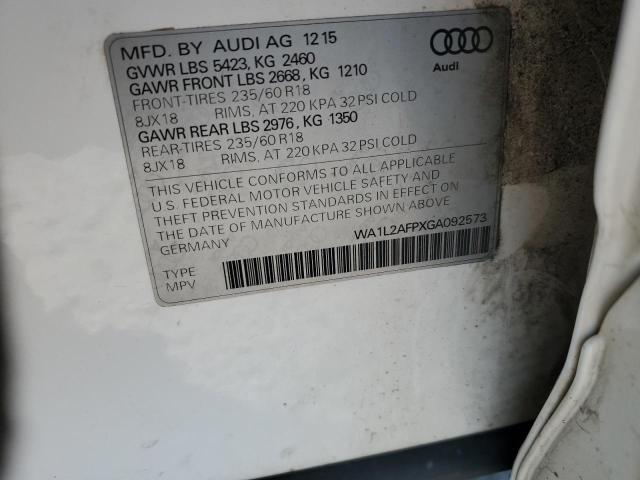 MFD. BY AUDI AG 12 15
GVWR LBS 5423, KG 2460
GAWR FRONT LBS 2668, KG 1210
FRONT-TIRES 235/60 R18
8JX18 RIMS, AT 220 KPA 32 PSI COLD
GAWR REAR LBS 2976, KG 1350
REAR-TIRES 235/60 R18
8JX18 RIMS, AT 220 KPA 32 PSI COLD
THIS VEHICLE CONFORMS TO ALL APPLICABLE
U.S. FEDERAL MOTOR VEHICLE SAFETY AND
THEFT PREVENTION STANDARDS IN EFFECT ON
THE DATE OF MANUFACTURE SHOWN ABOVE
GERMANY
WA1L2AFPXGA092573
TYPE
MPV
Audi